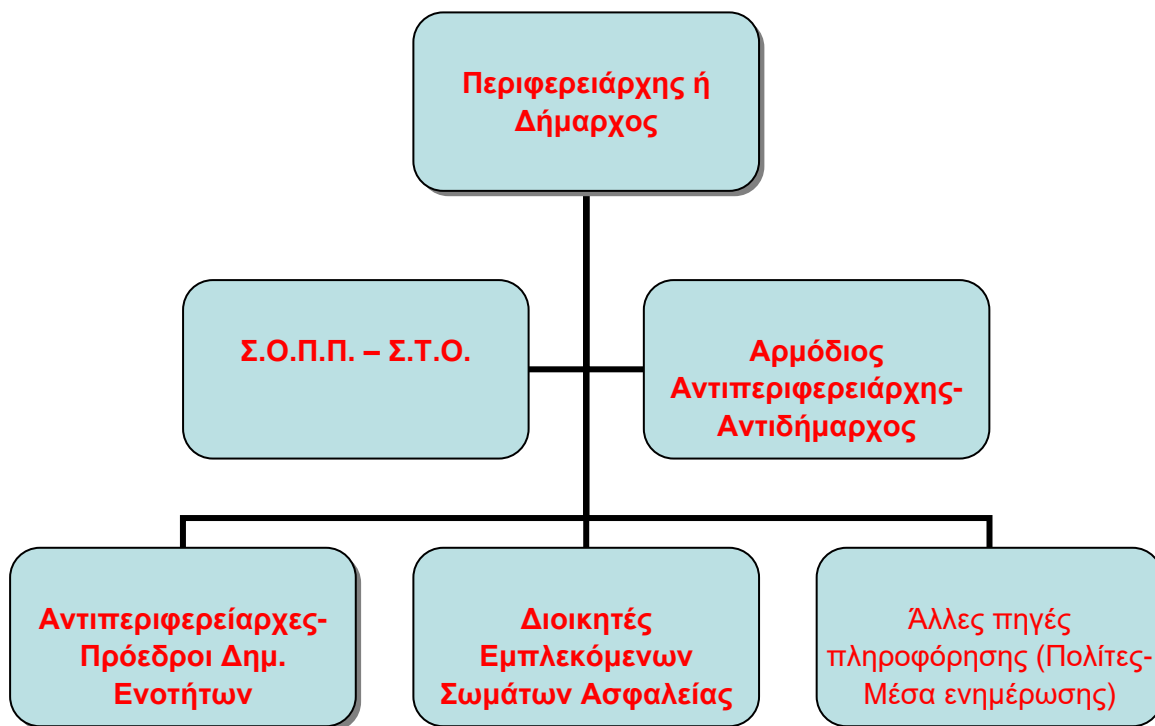 Περιφερειάρχης ή
Δήμαρχος
Σ.Ο.Π.Π. – Σ.Τ.Ο.
Αρμόδιος
Αντιπεριφερειάρχης-
Αντιδήμαρχος
Αντιπεριφερείαρχες-
Πρόεδροι Δημ.
Ενοτήτων
Διοικητές
Εμπλεκόμενων
Σωμάτων Ασφαλείας
Άλλες πηγές
πληροφόρησης (Πολίτες-
Μέσα ενημέρωσης)